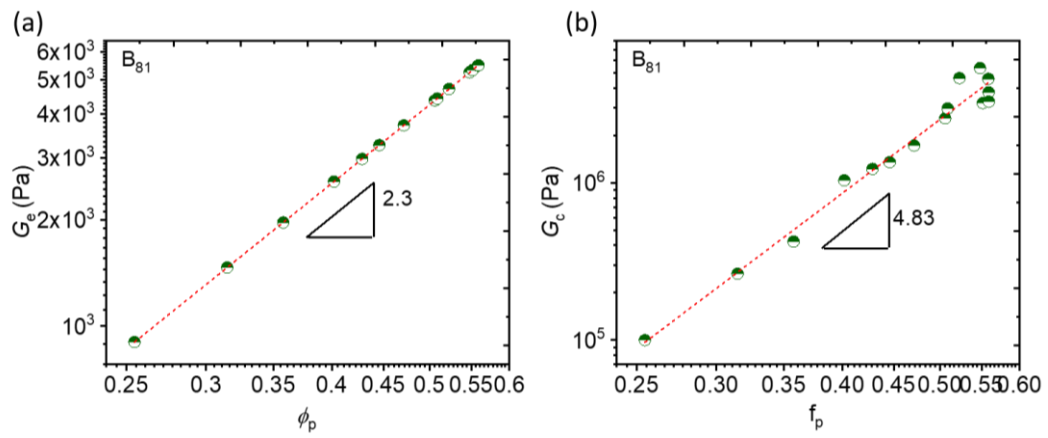 (a)
B₈₁
6x10³
5x10³
4x10³
3x10³
2x10³
10³
Gₑ (Pa)
2.3
0.25 0.3 0.35 0.4 0.45 0.5 0.55 0.6
ϕₚ
(b)
B₈₁
10⁶
10⁵
G_c (Pa)
4.83
0.25 0.30 0.35 0.40 0.45 0.50 0.55 0.60
fₚ